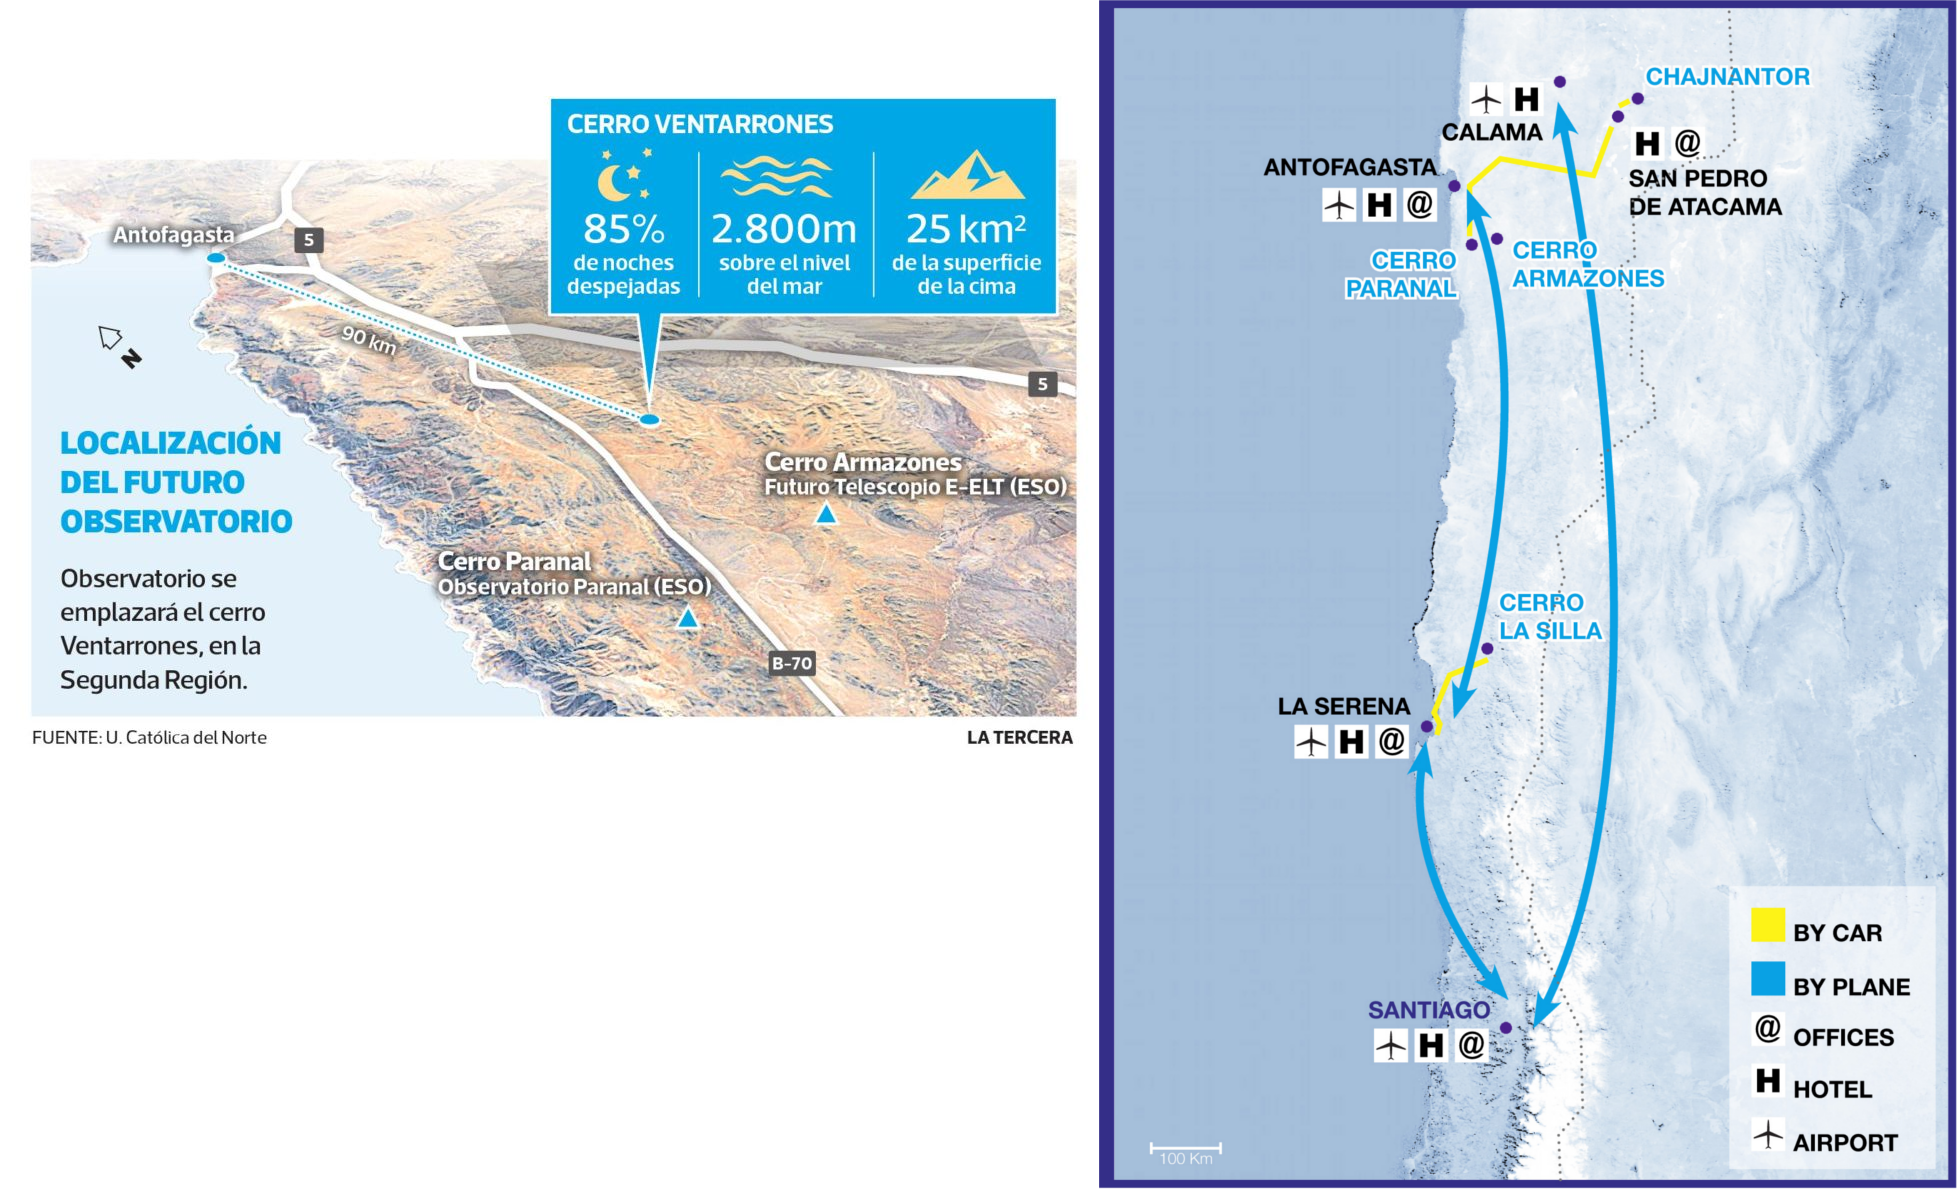 CERRO VENTARRONES
85%
de noches
despejadas
2.800m
sobre el nivel
del mar
25 km²
de la superficie
de la cima
Antofagasta
5
90 km
N
5
LOCALIZACIÓN
DEL FUTURO
OBSERVATORIO
Observatorio se
emplazará el cerro
Ventarrones, en la
Segunda Región.
Cerro Armazones
Futuro Telescopio E-ELT (ESO)
Cerro Paranal
Observatorio Paranal (ESO)
B-70
FUENTE: U. Católica del Norte
LA TERCERA
CHAJNANTOR
H
CALAMA
H @
SAN PEDRO
DE ATACAMA
ANTOFAGASTA
H @
CERRO
PARANAL
CERRO
ARMAZONES
CERRO
LA SILLA
LA SERENA
H @
SANTIAGO
H @
100 Km
BY CAR
BY PLANE
@ OFFICES
H HOTEL
AIRPORT